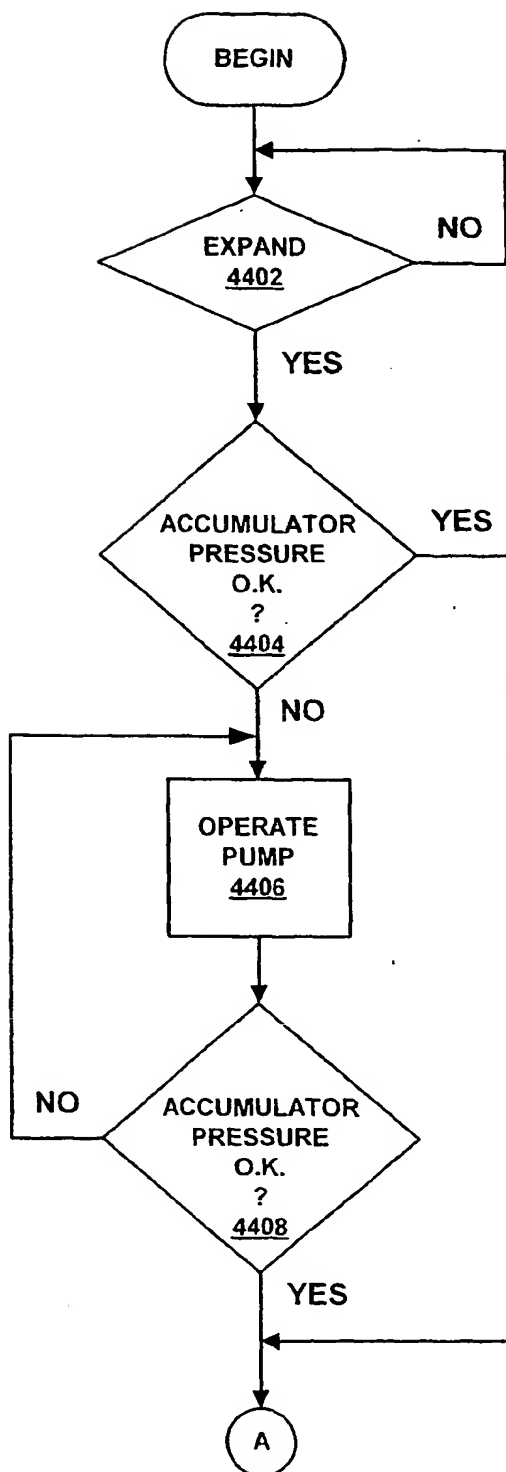 BEGIN
NO
EXPAND
4402
YES
ACCUMULATOR
PRESSURE
O.K.
?
4404
YES
NO
OPERATE
PUMP
4406
NO
ACCUMULATOR
PRESSURE
O.K.
?
4408
YES
A